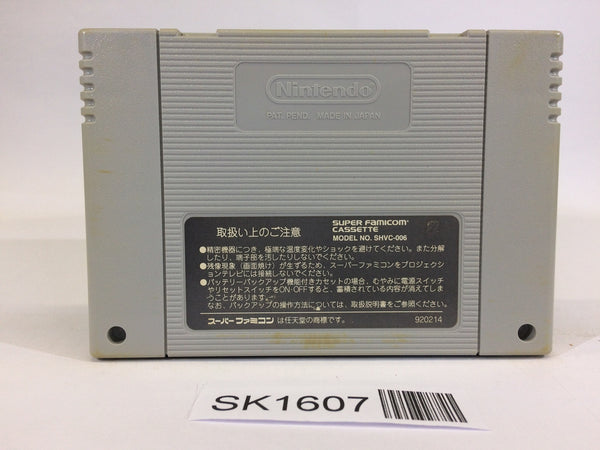 Nintendo
PAT. PEND. MADE IN JAPAN
取扱い上のご注意
SUPER FAMICOM
CASSETTE
MODEL NO. SHVC-006
●精密機器につき、極端な温度変化やショックを避けてください。また分解
したり、端子部を汚したりしないでください。
●残像現象(画面焼け)が生ずるため、スーパーファミコンをプロジェクシ
ョンテレビには接続しないでください。
●バッテリーバックアップ機能付きカセットの場合、むやみに電源スイッチ
やリセットスイッチをON・OFFすると、蓄積されている内容が消えてしま
うことがあります。
なお、バックアップの操作方法については、取扱説明書をご参照ください。
スーパーファミコンは任天堂の商標です。
920214
SK1607